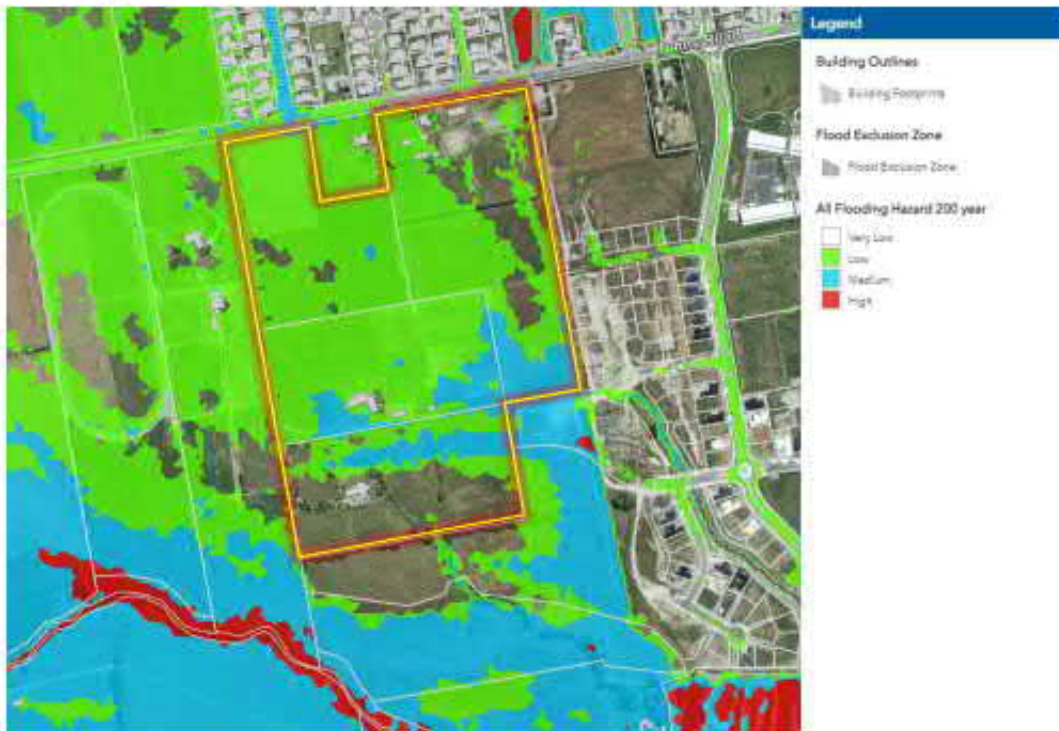 Legend
Building Outlines
Building Footprints
Flood Exclusion Zone
Flood Exclusion Zone
All Flooding Hazard 200 year
Very Low
Low
Medium
High